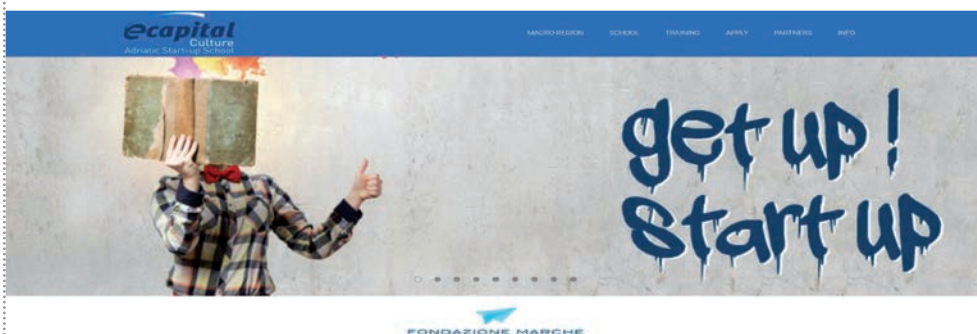 ecapital
Culture
Adriatic Start-up School
MACRO REGION SCHOOL TRAINING APPLY PARTNERS INFO
get up!
start up
FONDAZIONE MARCHE